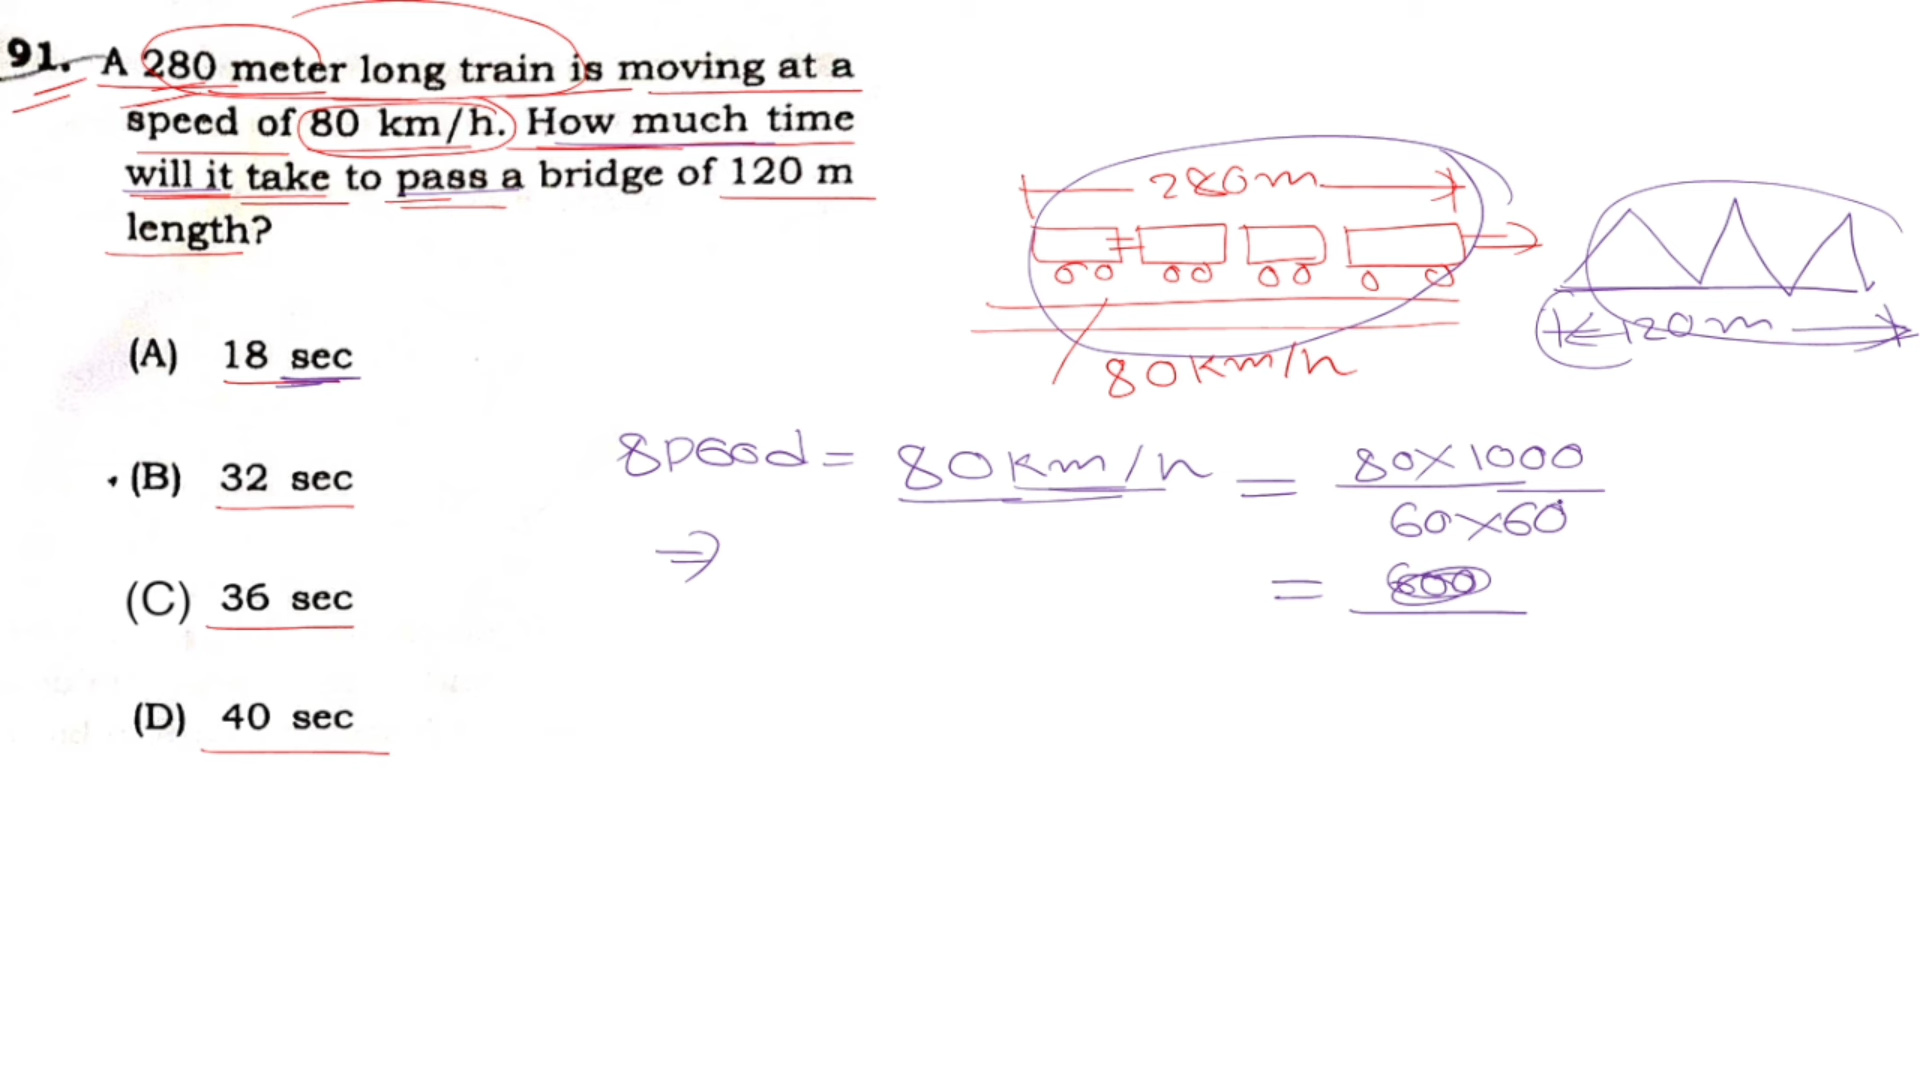 91. A 280 meter long train is moving at a
speed of 80 km/h. How much time
will it take to pass a bridge of 120 m
length?
(A) 18 sec
(B) 32 sec
(C) 36 sec
(D) 40 sec
280m
80km/h
120m
speed = 80km/h = 80×1000
60×60
⇒
=